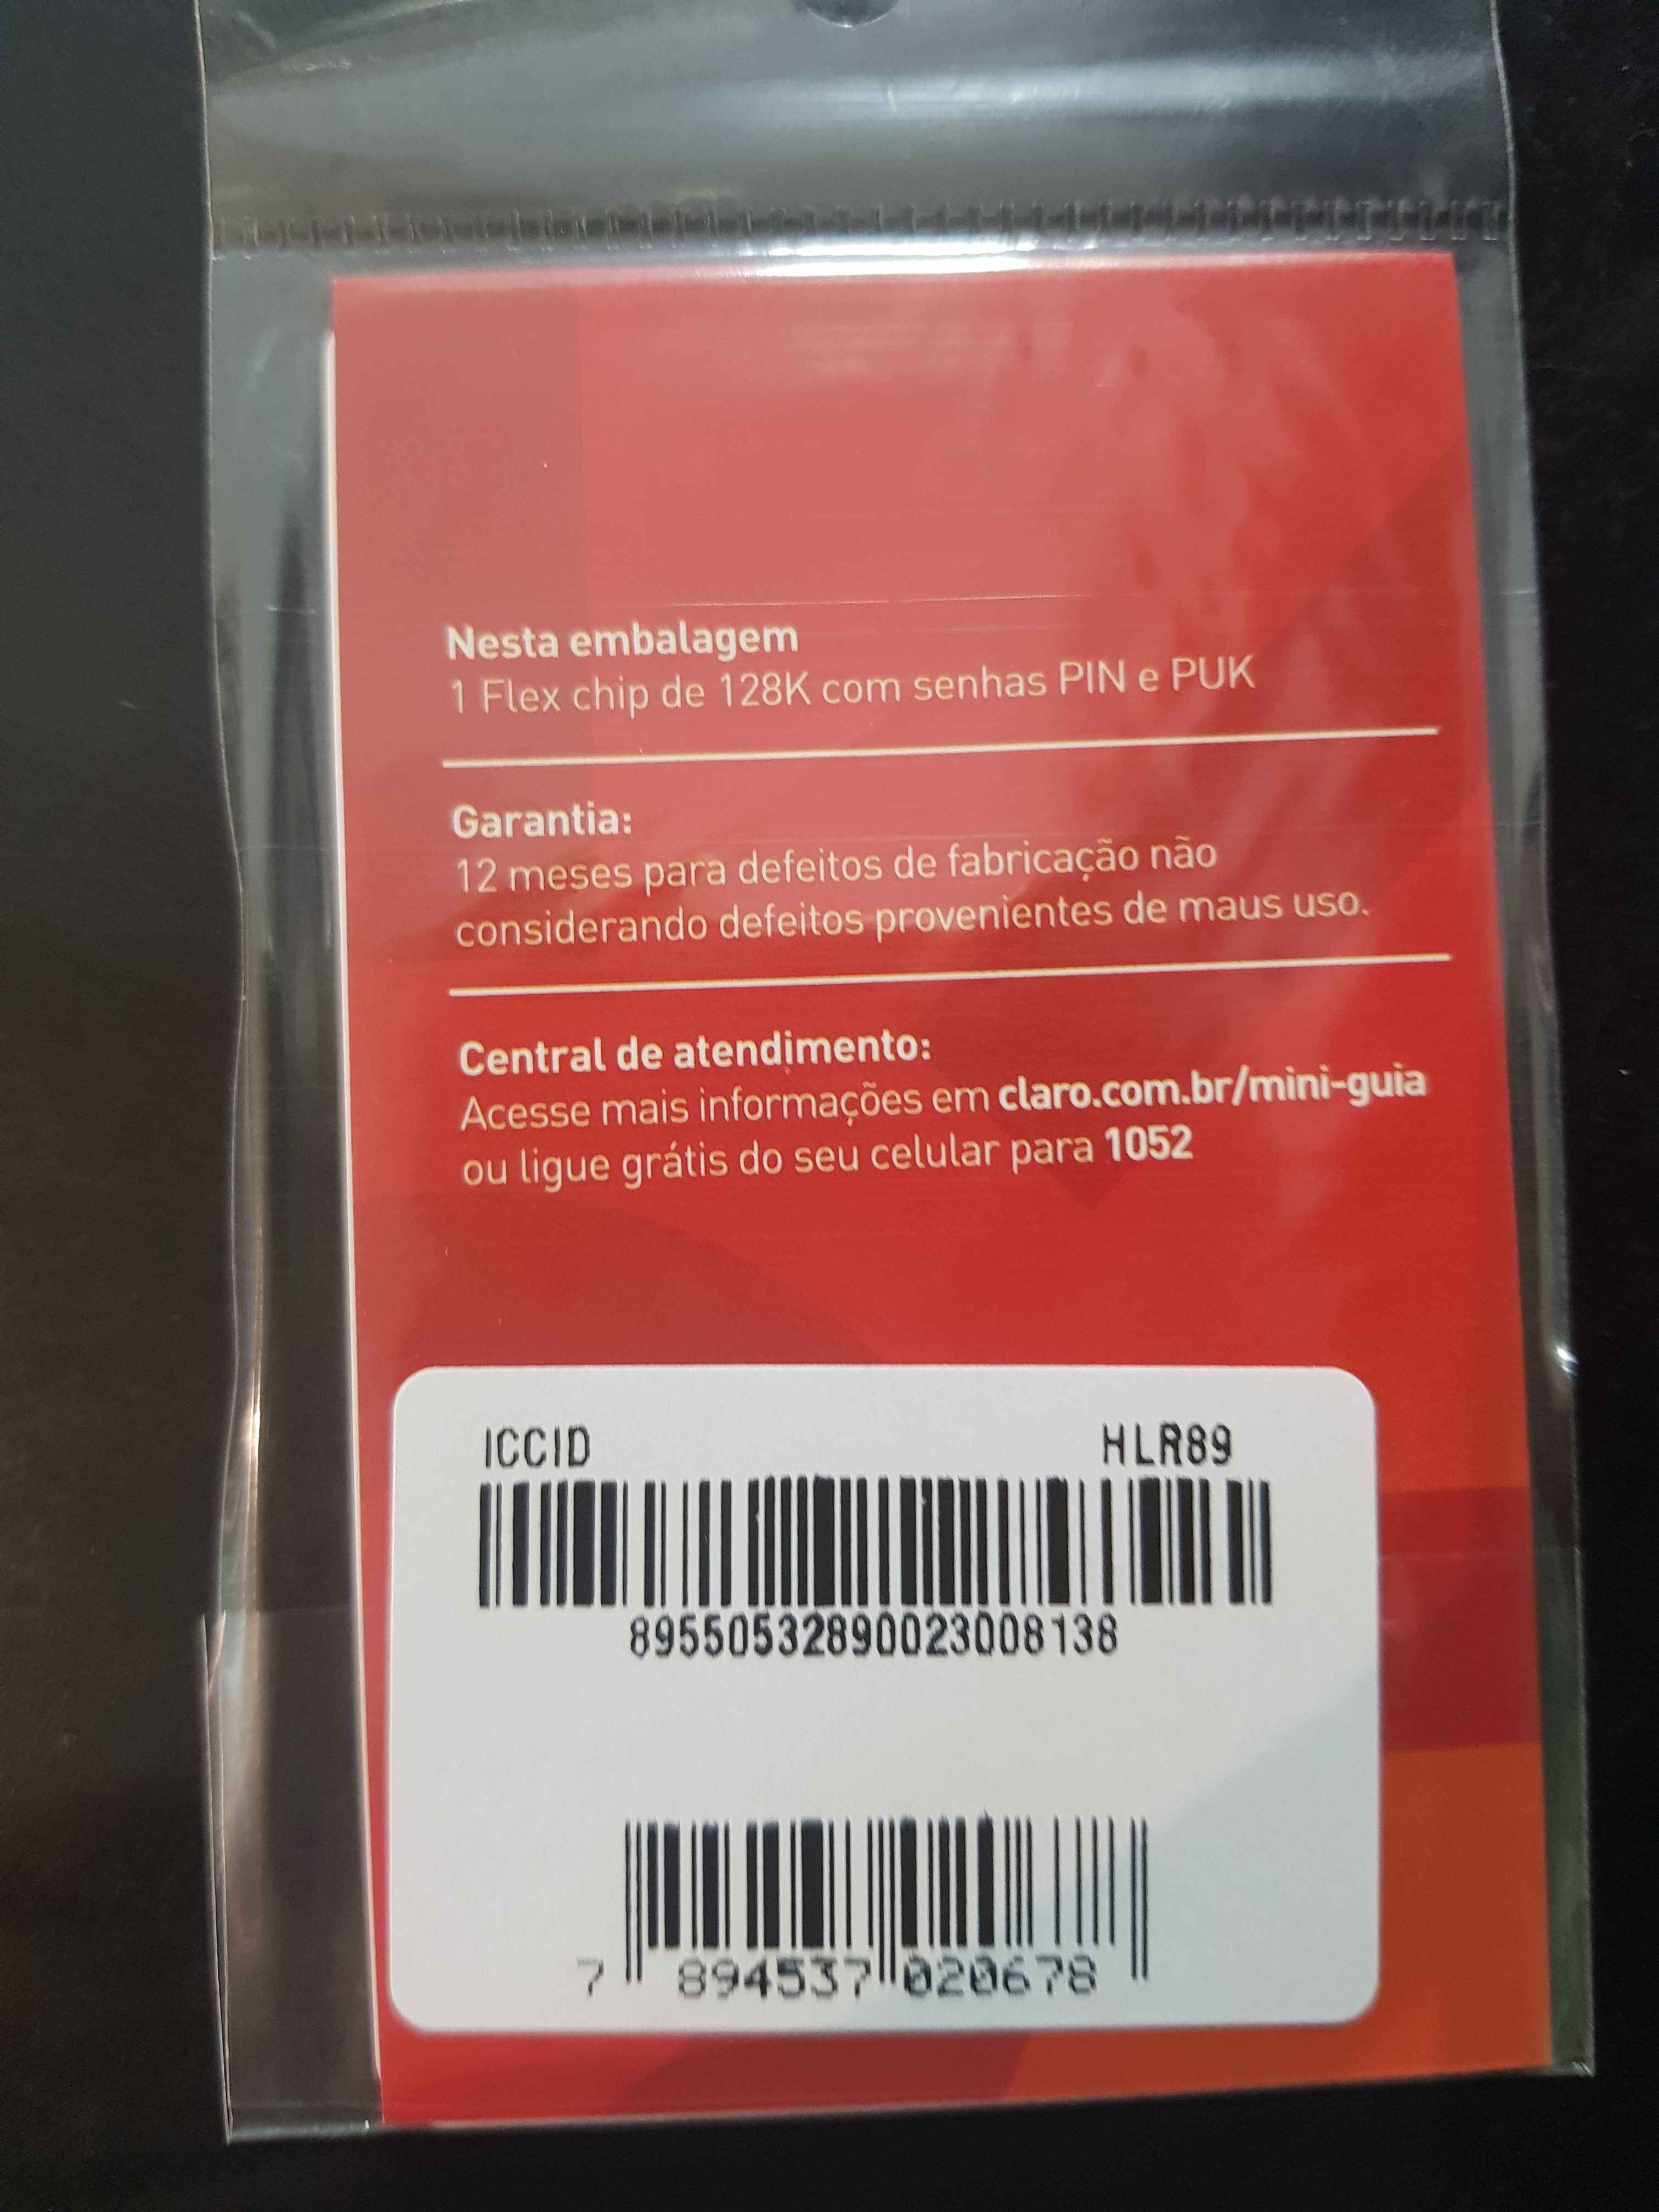 Nesta embalagem
1 Flex chip de 128K com senhas PIN e PUK
Garantia:
12 meses para defeitos de fabricação não
considerando defeitos provenientes de maus uso.
Central de atendimento:
Acesse mais informações em claro.com.br/mini-guia
ou ligue grátis do seu celular para 1052
ICCID HLR89
89550532890023008138
7 894537 020678